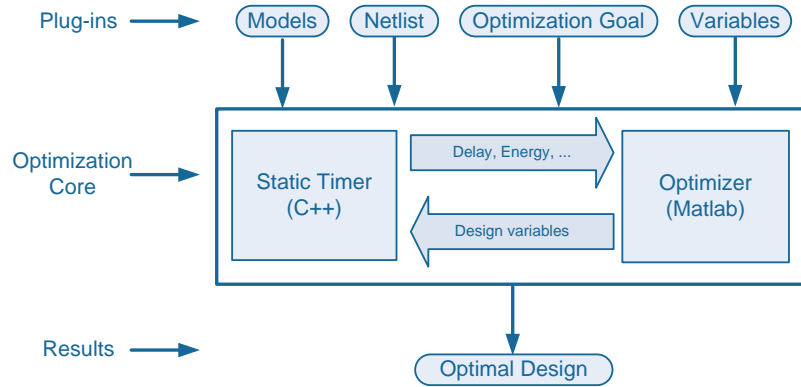 Plug-ins
Models
Netlist
Optimization Goal
Variables
Optimization
Core
Static Timer
(C++)
Delay, Energy, ...
Design variables
Optimizer
(Matlab)
Results
Optimal Design